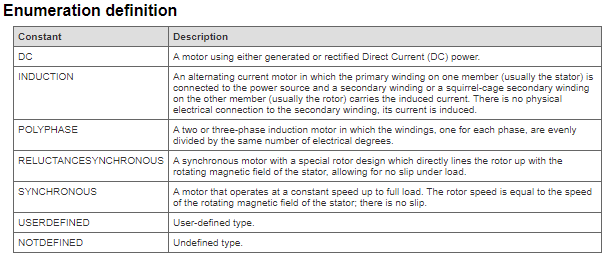 Enumeration definition
Constant Description
DC A motor using either generated or rectified Direct Current (DC) power.
INDUCTION An alternating current motor in which the primary winding on one member (usually the stator) is
connected to the power source and a secondary winding or a squirrel-cage secondary winding
on the other member (usually the rotor) carries the induced current. There is no physical
electrical connection to the secondary winding, its current is induced.
POLYPHASE A two or three-phase induction motor in which the windings, one for each phase, are evenly
divided by the same number of electrical degrees.
RELUCTANCESYNCHRONOUS A synchronous motor with a special rotor design which directly lines the rotor up with the
rotating magnetic field of the stator, allowing for no slip under load.
SYNCHRONOUS A motor that operates at a constant speed up to full load. The rotor speed is equal to the speed
of the rotating magnetic field of the stator; there is no slip.
USERDEFINED User-defined type.
NOTDEFINED Undefined type.